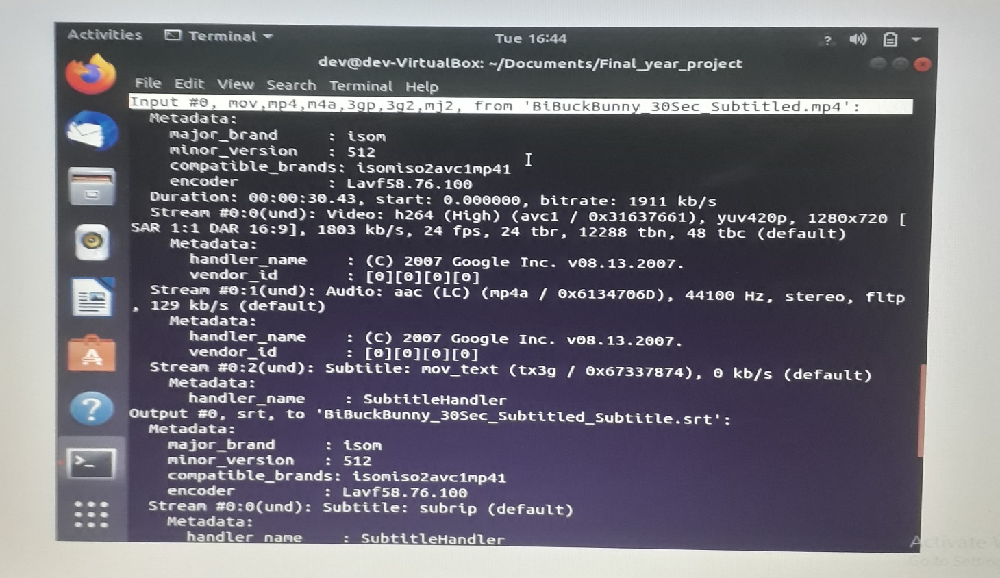 Activities Terminal Tue 16:44 ?
dev@dev-VirtualBox: ~/Documents/Final_year_project
File Edit View Search Terminal Help
Input #0, mov,mp4,m4a,3gp,3g2,mj2, from 'BiBuckBunny_30Sec_Subtitled.mp4':
Metadata:
major_brand : isom
minor_version : 512
compatible_brands: isomiso2avc1mp41
encoder : Lavf58.76.100
Duration: 00:00:30.43, start: 0.000000, bitrate: 1911 kb/s
Stream #0:0(und): Video: h264 (High) (avc1 / 0x31637661), yuv420p, 1280x720 [
SAR 1:1 DAR 16:9], 1803 kb/s, 24 fps, 24 tbr, 12288 tbn, 48 tbc (default)
Metadata:
handler_name : (C) 2007 Google Inc. v08.13.2007.
vendor_id : [0][0][0][0]
Stream #0:1(und): Audio: aac (LC) (mp4a / 0x6134706D), 44100 Hz, stereo, fltp
, 129 kb/s (default)
Metadata:
handler_name : (C) 2007 Google Inc. v08.13.2007.
vendor_id : [0][0][0][0]
Stream #0:2(und): Subtitle: mov_text (tx3g / 0x67337874), 0 kb/s (default)
Metadata:
handler_name : SubtitleHandler
Output #0, srt, to 'BiBuckBunny_30Sec_Subtitled_Subtitle.srt':
Metadata:
major_brand : isom
minor_version : 512
compatible_brands: isomiso2avc1mp41
encoder : Lavf58.76.100
Stream #0:0(und): Subtitle: subrip (default)
Metadata:
handler_name : SubtitleHandler
Activate
Go to Setting